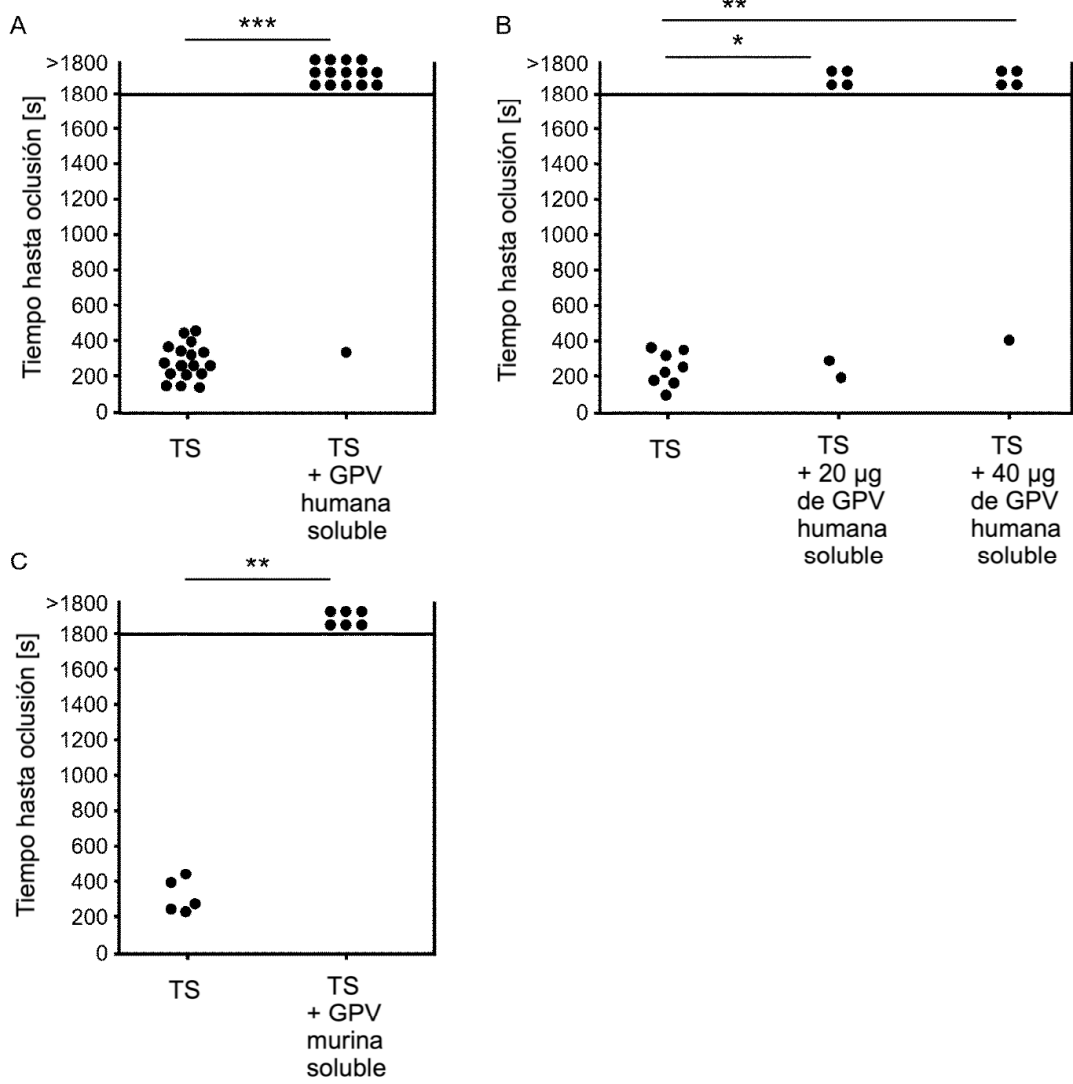 A
***
>1800
1800
1600
1400
1200
1000
800
600
400
200
0
Tiempo hasta oclusión [s]
TS
TS
+ GPV
humana
soluble
B
**
*
>1800
1800
1600
1400
1200
1000
800
600
400
200
0
Tiempo hasta oclusión [s]
TS
TS
+ 20 µg
de GPV
humana
soluble
TS
+ 40 µg
de GPV
humana
soluble
C
**
>1800
1800
1600
1400
1200
1000
800
600
400
200
0
Tiempo hasta oclusión [s]
TS
TS
+ GPV
murina
soluble